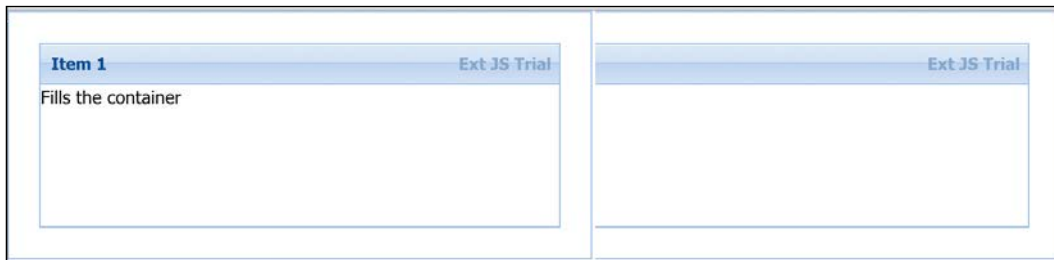 Item 1 Ext JS Trial Ext JS Trial
Fills the container